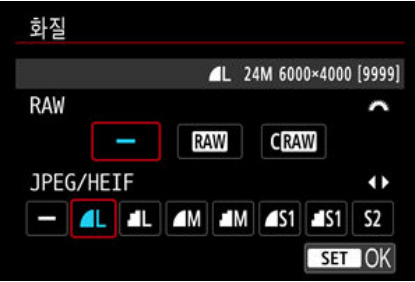 화질
L 24M 6000×4000 [9999]
RAW
— RAW CRAW
JPEG/HEIF
— L L M M S1 S1 S2
SET OK